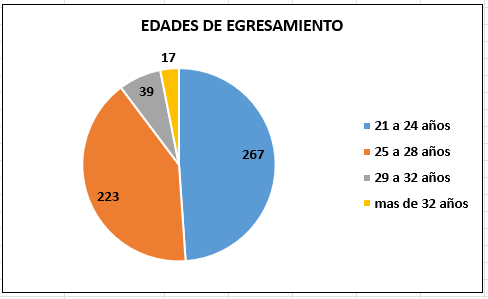 EDADES DE EGRESAMIENTO
17
39
267
223
21 a 24 años
25 a 28 años
29 a 32 años
mas de 32 años